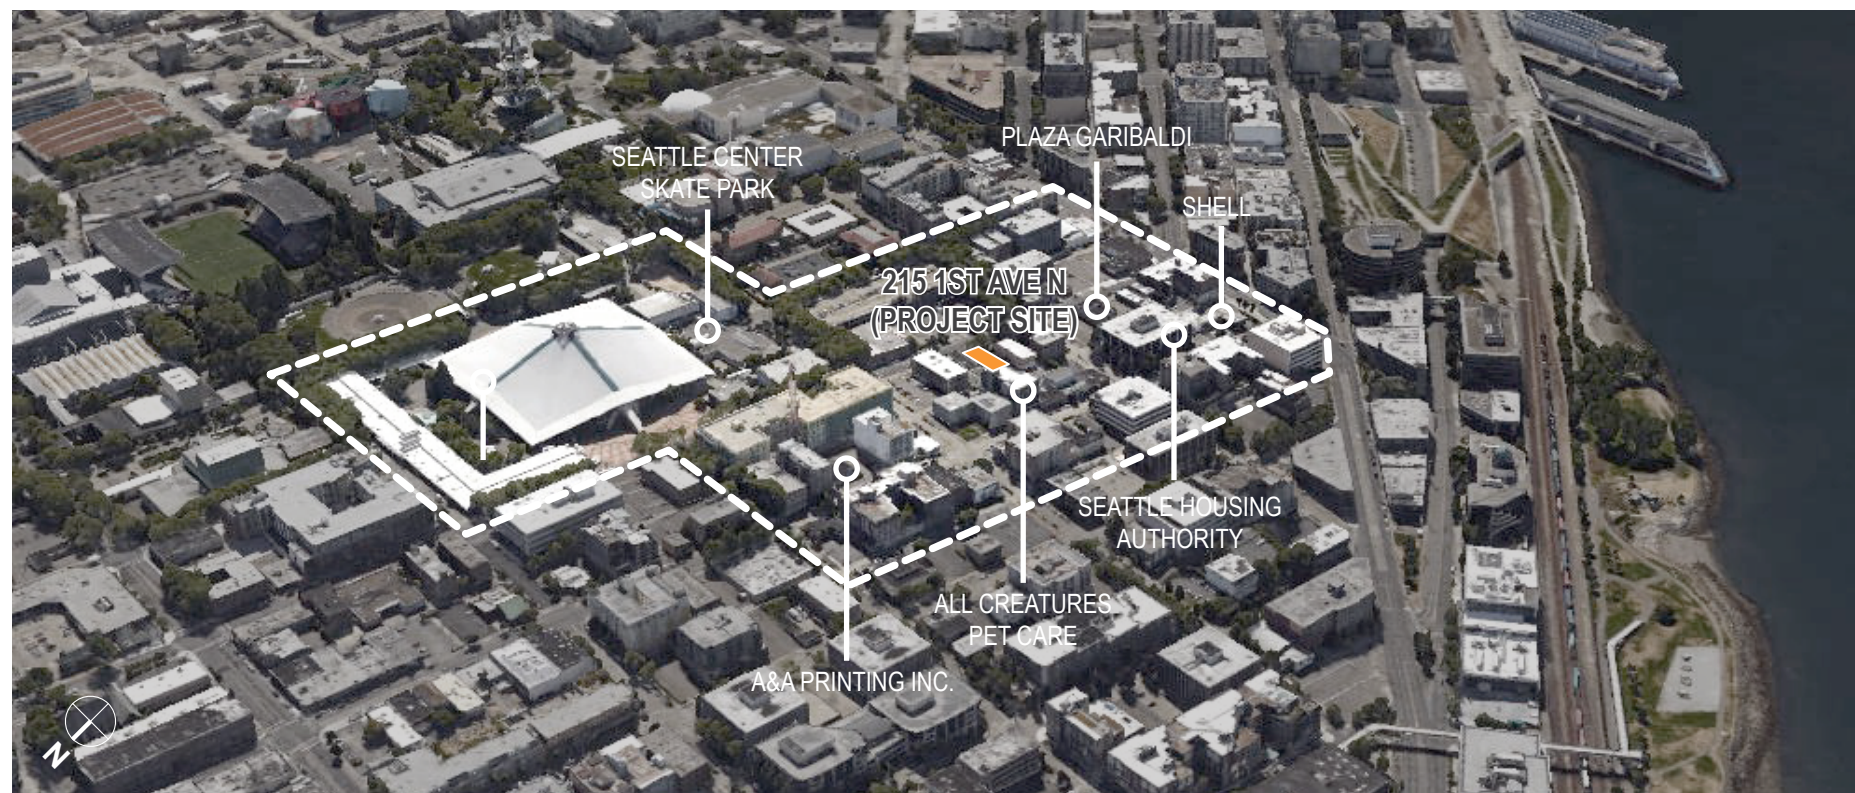 PLAZA GARIBALDI
SEATTLE CENTER
SKATE PARK
SHELL
215 1ST AVE N
(PROJECT SITE)
SEATTLE HOUSING
AUTHORITY
ALL CREATURES
PET CARE
A&A PRINTING INC.
N